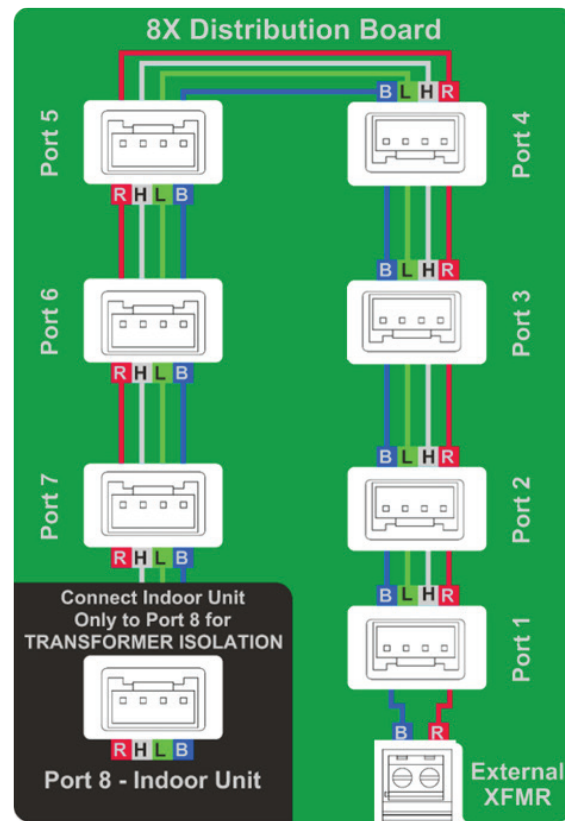 8X Distribution Board
Port 5
R H L B
B L H R
Port 4
Port 6
R H L B
B L H R
Port 3
Port 7
R H L B
B L H R
Port 2
Connect Indoor Unit
Only to Port 8 for
TRANSFORMER ISOLATION
R H L B
Port 8 - Indoor Unit
B L H R
Port 1
B R
External
XFMR